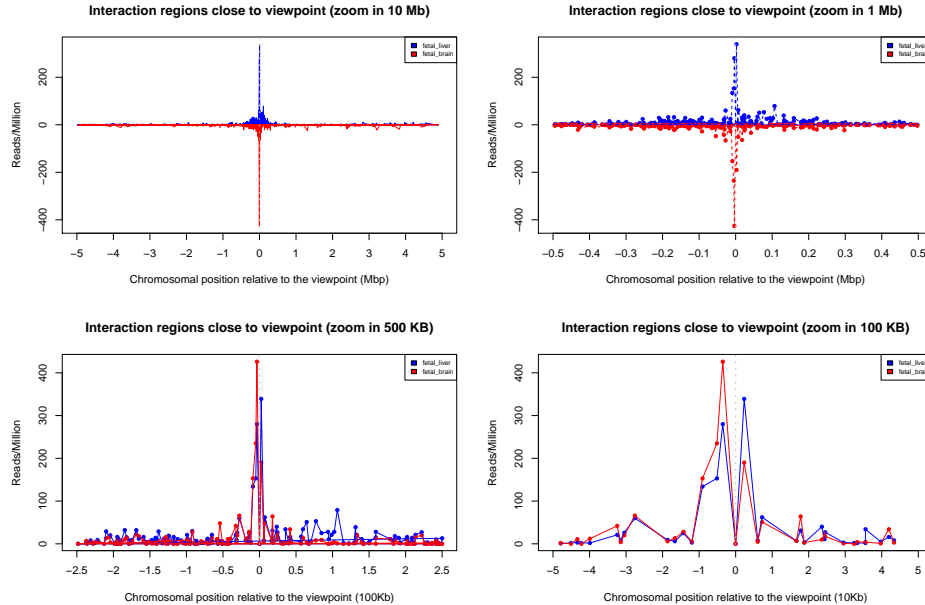 Interaction regions close to viewpoint (zoom in 10 Mb)
Reads/Million
200
0
−200
−400
fetal_liver
fetal_brain
−5 −4 −3 −2 −1 0 1 2 3 4 5
Chromosomal position relative to the viewpoint (Mbp)
Interaction regions close to viewpoint (zoom in 1 Mb)
Reads/Million
200
0
−200
−400
fetal_liver
fetal_brain
−0.5 −0.4 −0.3 −0.2 −0.1 0 0.1 0.2 0.3 0.4 0.5
Chromosomal position relative to the viewpoint (Mbp)
Interaction regions close to viewpoint (zoom in 500 KB)
Reads/Million
400
300
200
100
0
fetal_liver
fetal_brain
−2.5 −2 −1.5 −1 −0.5 0 0.5 1 1.5 2 2.5
Chromosomal position relative to the viewpoint (100Kb)
Interaction regions close to viewpoint (zoom in 100 KB)
Reads/Million
400
300
200
100
0
fetal_liver
fetal_brain
−5 −4 −3 −2 −1 0 1 2 3 4 5
Chromosomal position relative to the viewpoint (10Kb)